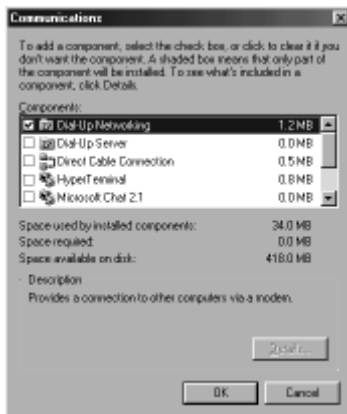 Communications
To add a component, select the check box, or click to clear it if you
don't want the component. A shaded box means that only part of
the component will be installed. To see what's included in a
component, click Details.
Components:
Dial-Up Networking 1.2 MB
Dial-Up Server 0.0 MB
Direct Cable Connection 0.5 MB
HyperTerminal 0.8 MB
Microsoft Chat 2.1 0.0 MB
Space used by installed components: 34.0 MB
Space required: 0.0 MB
Space available on disk: 418.0 MB
Description
Provides a connection to other computers via a modem.
Details...
OK Cancel